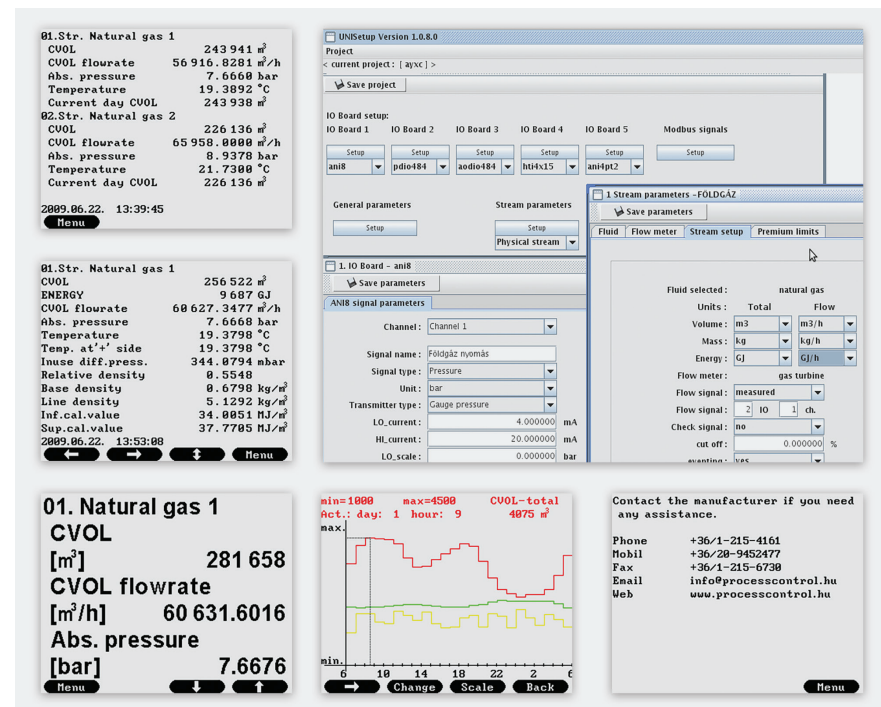 01.Str. Natural gas 1
CVOL 243 941 m³
CVOL flowrate 56 916.8281 m³/h
Abs. pressure 7.6660 bar
Temperature 19.3892 °C
Current day CVOL 243 938 m³
02.Str. Natural gas 2
CVOL 226 136 m³
CVOL flowrate 65 958.0000 m³/h
Abs. pressure 8.9378 bar
Temperature 21.7300 °C
Current day CVOL 226 136 m³
2009.06.22. 13:39:45
Menu
UNISetup Version 1.0.8.0
Project
< current project : [ ayxc ] >
Save project
IO Board setup:
IO Board 1 IO Board 2 IO Board 3 IO Board 4 IO Board 5 Modbus signals
Setup Setup Setup Setup Setup Setup
ani8 pdio484 aodio484 hti4x15 ani4pt2
General parameters Stream parameters
Setup Setup
Physical stream
1. IO Board - ani8
Save parameters
ANI8 signal parameters
Channel : Channel 1
Signal name : Földgáz nyomás
Signal type : Pressure
Unit : bar
Transmitter type : Gauge pressure
LO_current : 4.000000 mA
HI_current : 20.000000 mA
LO_scale : 0.000000 bar
1 Stream parameters -FÖLDGÁZ
Save parameters
Fluid Flow meter Stream setup Premium limits
Fluid selected : natural gas
Units : Total Flow
Volume : m3 m3/h
Mass : kg kg/h
Energy : GJ GJ/h
Flow meter : gas turbine
Flow signal : measured
Flow signal : 2 IO 1 ch.
Check signal : no
cut off : 0.000000 %
eventing : yes
01.Str. Natural gas 1
CVOL 256 522 m³
ENERGY 9 687 GJ
CVOL flowrate 60 627.3477 m³/h
Abs. pressure 7.6668 bar
Temperature 19.3798 °C
Temp. at'+' side 19.3798 °C
Inuse diff.press. 344.0794 mbar
Relative density 0.5548
Base density 0.6798 kg/m³
Line density 5.1292 kg/m³
Inf.cal.value 34.0051 MJ/m³
Sup.cal.value 37.7705 MJ/m³
2009.06.22. 13:53:08
← → ↕ Menu
01. Natural gas 1
CVOL
[m³] 281 658
CVOL flowrate
[m³/h] 60 631.6016
Abs. pressure
[bar] 7.6676
Menu ↓ ↑
min=1000 max=4500 CVOL-total
Act.: day: 1 hour: 9 4075 m³
max.
min.
6 10 14 18 22 2 6
→ Change Scale Back
Contact the manufacturer if you need
any assistance.
Phone +36/1-215-4161
Mobil +36/20-9452477
Fax +36/1-215-6730
Email info@processcontrol.hu
Web www.processcontrol.hu
Menu